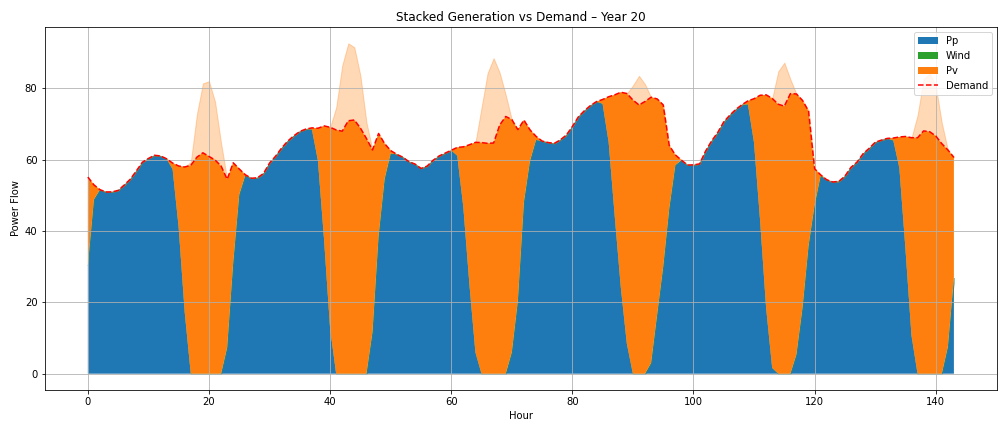 Stacked Generation vs Demand – Year 20
Pp
Wind
Pv
Demand
Power Flow
80
60
40
20
0
0 20 40 60 80 100 120 140
Hour